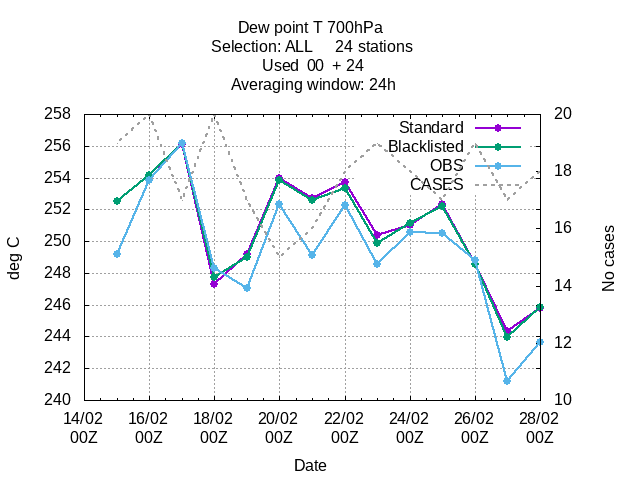 Dew point T 700hPa
Selection: ALL     24 stations
Used  00  + 24
Averaging window: 24h
Standard
Blacklisted
OBS
CASES
258
256
254
252
250
248
246
244
242
240
20
18
16
14
12
10
deg C
No cases
14/02 16/02 18/02 20/02 22/02 24/02 26/02 28/02
00Z 00Z 00Z 00Z 00Z 00Z 00Z 00Z
Date